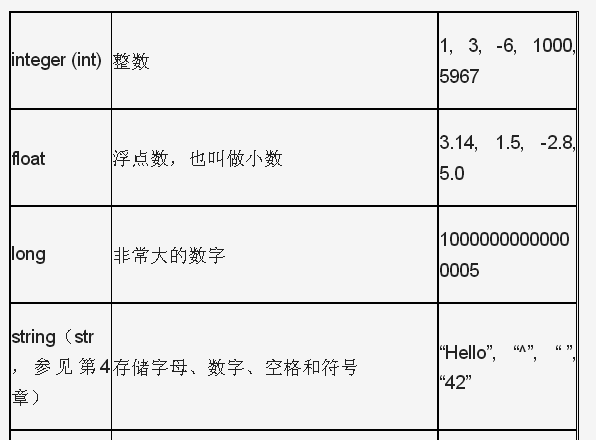 integer (int)
整数
1, 3, -6, 1000,
5967
float
浮点数，也叫做小数
3.14, 1.5, -2.8,
5.0
long
非常大的数字
1000000000000
0005
string（str
，参见第4
章）
存储字母、数字、空格和符号
“Hello”, “^”, “ ”,
“42”